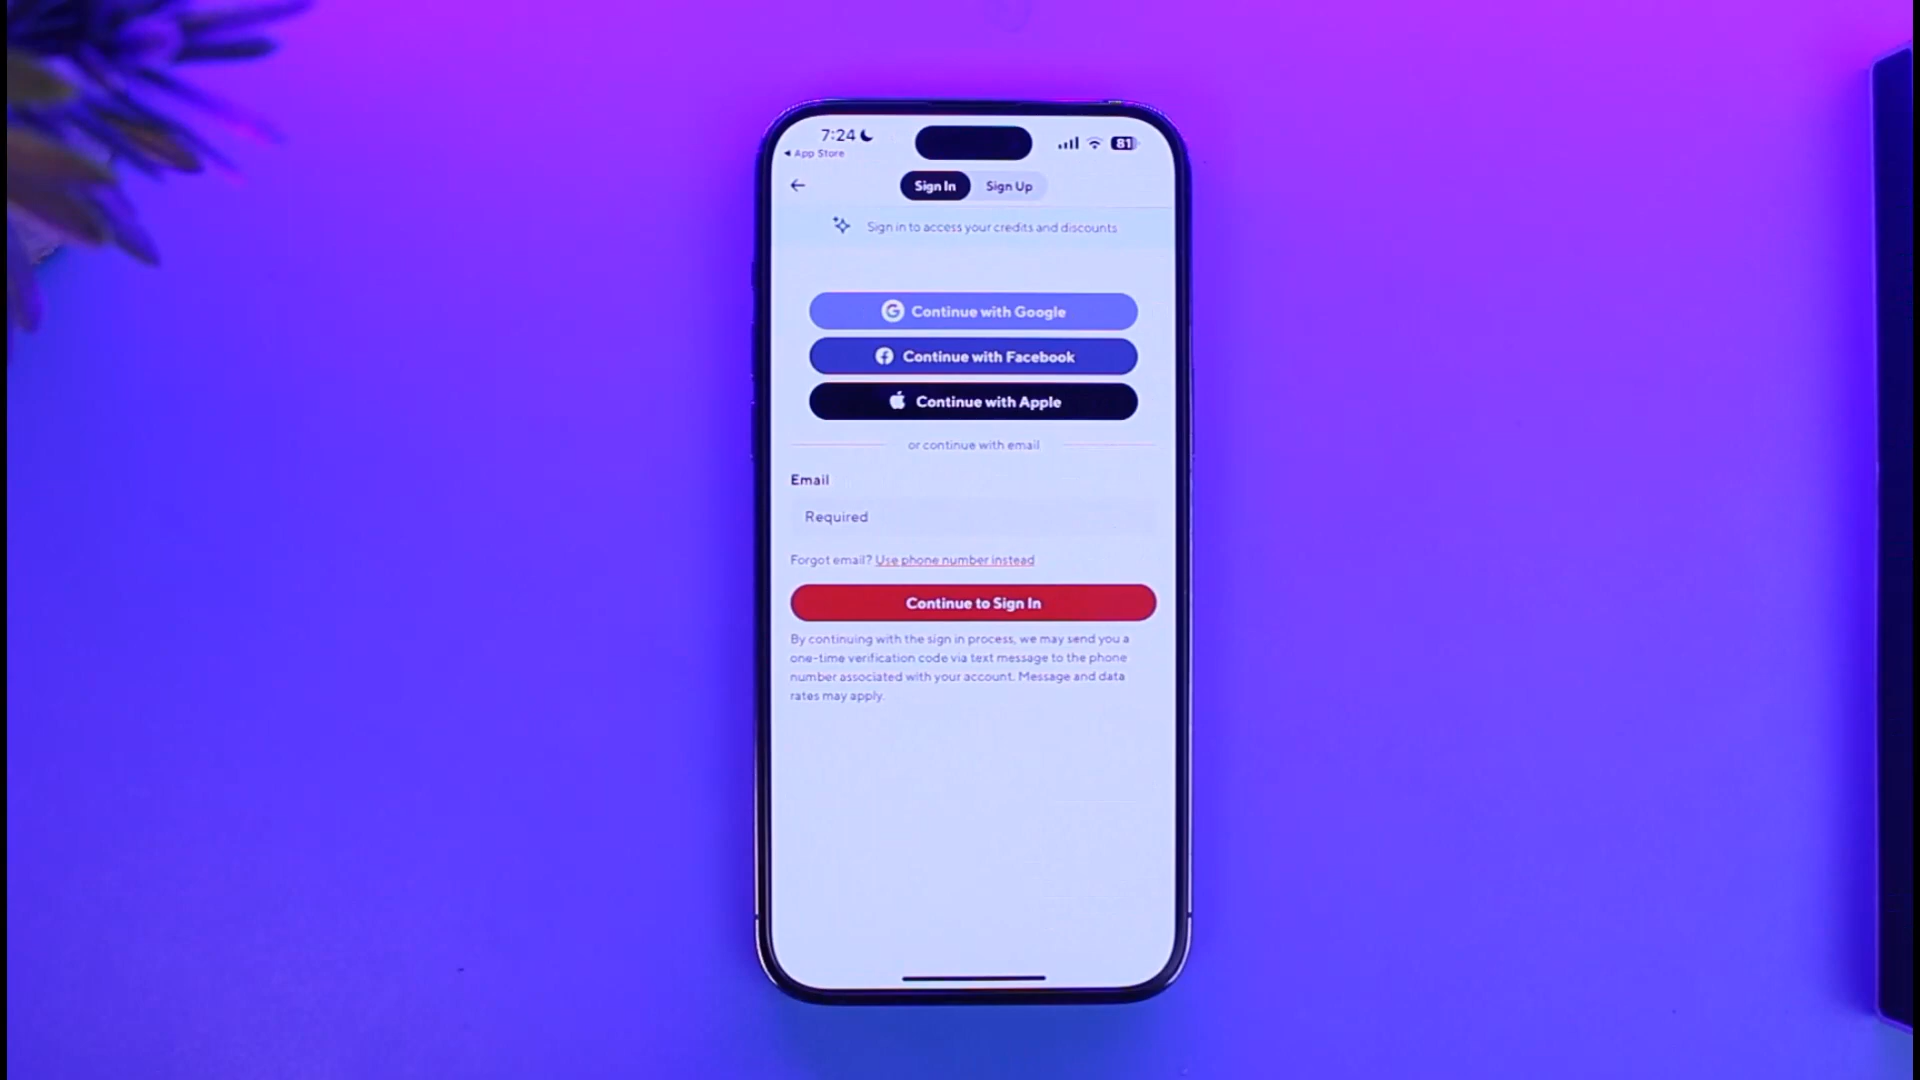 7:24
81
App Store
Sign In
Sign Up
Sign in to access your credits and discounts
Continue with Google
Continue with Facebook
Continue with Apple
or continue with email
Email
Required
Forgot email? Use phone number instead
Continue to Sign In
By continuing with the sign in process, we may send you a
one-time verification code via text message to the phone
number associated with your account. Message and data
rates may apply.